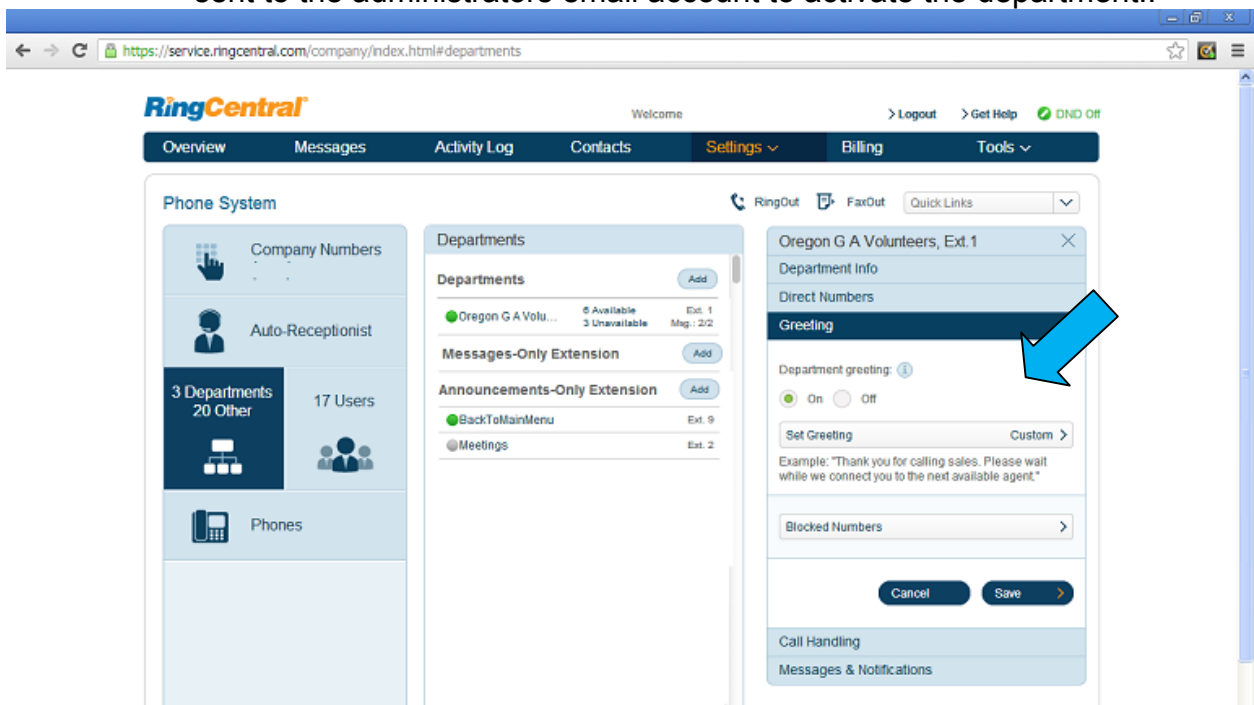 sent to the administrators email account to activate the department..
https://service.ringcentral.com/company/index.html#departments
RingCentral®
Welcome
> Logout > Get Help DND Off
Overview Messages Activity Log Contacts Settings Billing Tools
Phone System
RingOut FaxOut Quick Links
Company Numbers
Auto-Receptionist
3 Departments
20 Other
17 Users
Phones
Departments
Departments Add
Oregon G A Volu... 6 Available Ext. 1
3 Unavailable Msg.: 2/2
Messages-Only Extension Add
Announcements-Only Extension Add
BackToMainMenu Ext. 9
Meetings Ext. 2
Oregon G A Volunteers, Ext.1
Department Info
Direct Numbers
Greeting
Department greeting:
On Off
Set Greeting Custom >
Example: "Thank you for calling sales. Please wait
while we connect you to the next available agent."
Blocked Numbers >
Cancel Save >
Call Handling
Messages & Notifications